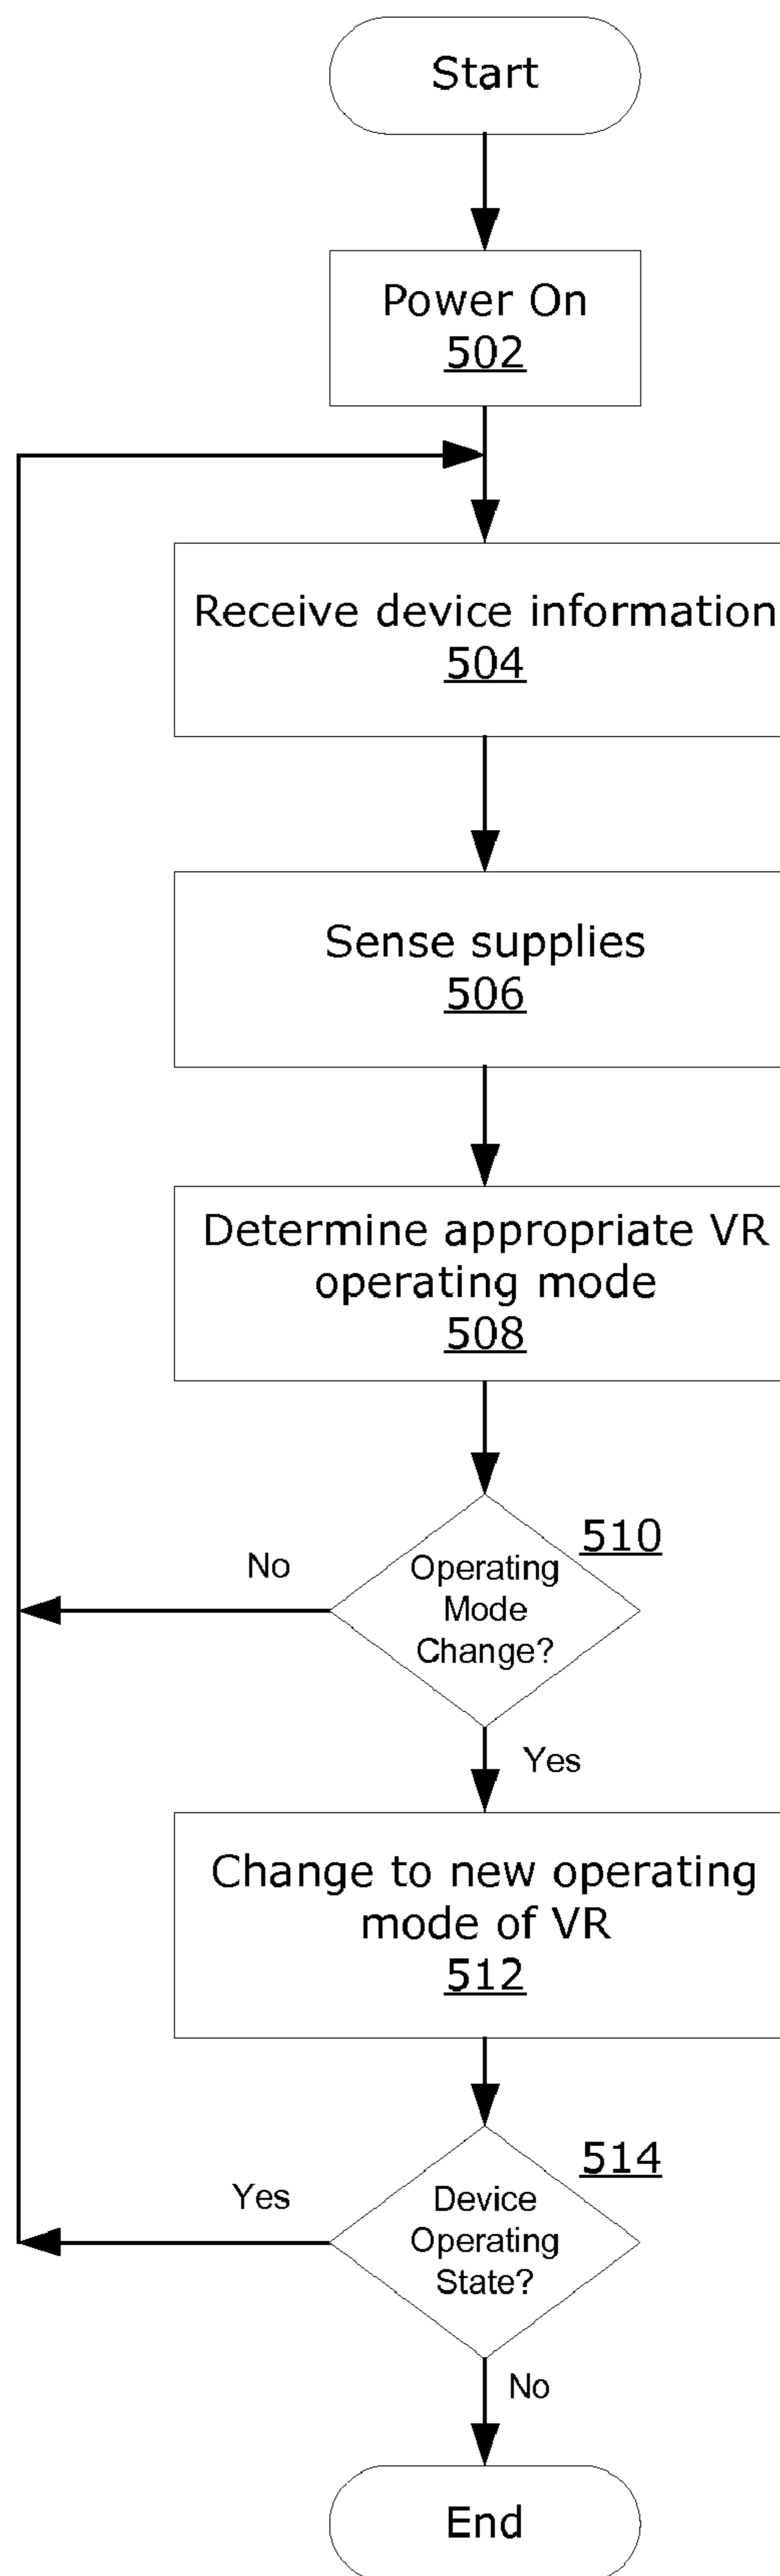 Start
Power On
502
Receive device information
504
Sense supplies
506
Determine appropriate VR
operating mode
508
510
Operating
Mode
Change?
No
Yes
Change to new operating
mode of VR
512
514
Device
Operating
State?
Yes
No
End